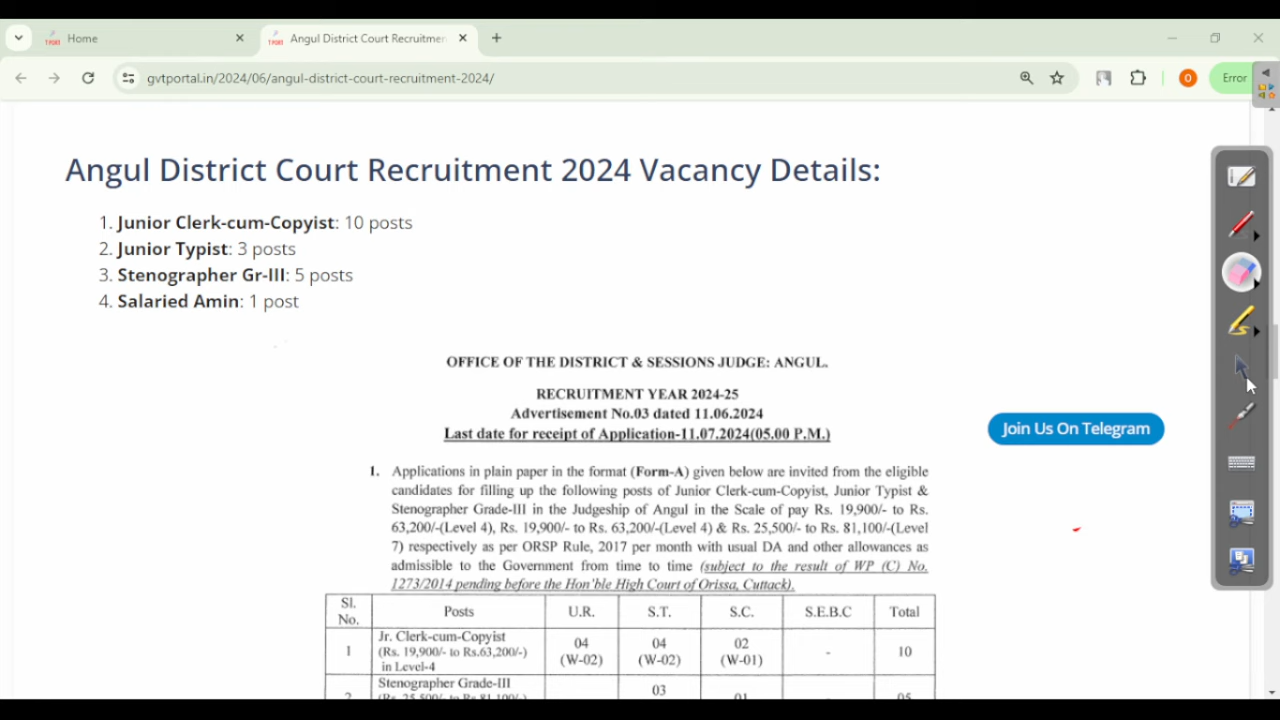 Home
Angul District Court Recruitmen
gvtportal.in/2024/06/angul-district-court-recruitment-2024/
O
Error
Angul District Court Recruitment 2024 Vacancy Details:
1. Junior Clerk-cum-Copyist: 10 posts
2. Junior Typist: 3 posts
3. Stenographer Gr-III: 5 posts
4. Salaried Amin: 1 post
OFFICE OF THE DISTRICT & SESSIONS JUDGE: ANGUL.
RECRUITMENT YEAR 2024-25
Advertisement No.03 dated 11.06.2024
Last date for receipt of Application-11.07.2024(05.00 P.M.)
Join Us On Telegram
1. Applications in plain paper in the format (Form-A) given below are invited from the eligible
candidates for filling up the following posts of Junior Clerk-cum-Copyist, Junior Typist &
Stenographer Grade-III in the Judgeship of Angul in the Scale of pay Rs. 19,900/- to Rs.
63,200/-(Level 4), Rs. 19,900/- to Rs. 63,200/-(Level 4) & Rs. 25,500/- to Rs. 81,100/-(Level
7) respectively as per ORSP Rule, 2017 per month with usual DA and other allowances as
admissible to the Government from time to time (subject to the result of WP (C) No.
1273/2014 pending before the Hon'ble High Court of Orissa, Cuttack).
Sl. No. Posts U.R. S.T. S.C. S.E.B.C Total
1 Jr. Clerk-cum-Copyist 04 04 02 - 10
(Rs. 19,900/- to Rs.63,200/-) (W-02) (W-02) (W-01)
in Level-4
Stenographer Grade-III 03